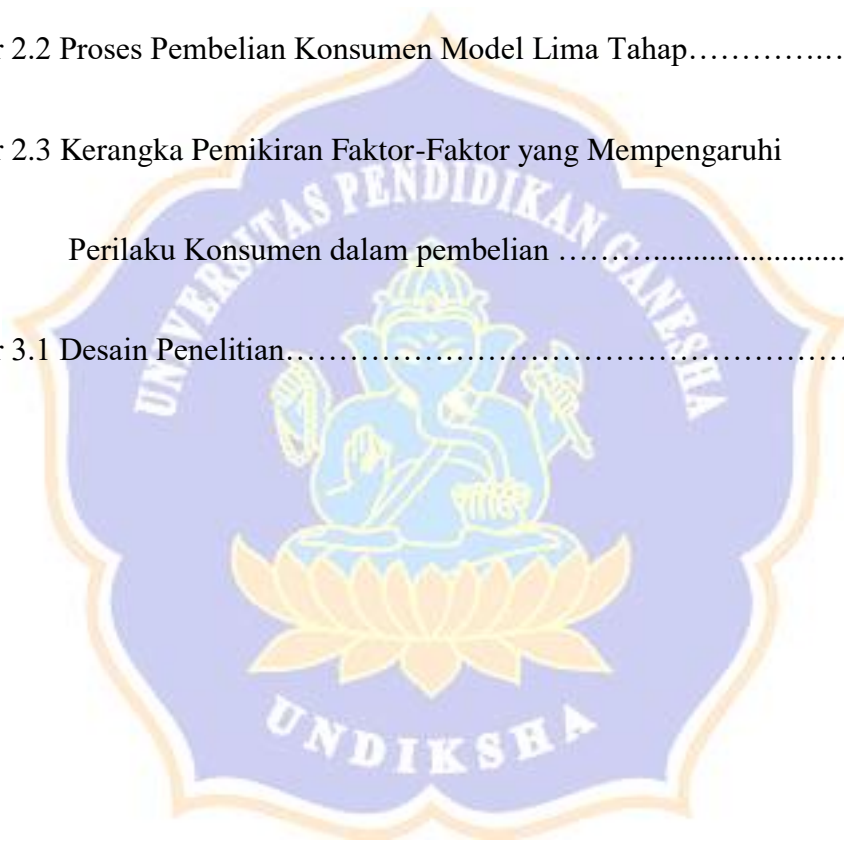 r 2.2 Proses Pembelian Konsumen Model Lima Tahap…………..…
r 2.3 Kerangka Pemikiran Faktor-Faktor yang Mempengaruhi
Perilaku Konsumen dalam pembelian ………........................
r 3.1 Desain Penelitian……………………………………………
UNIVERSITAS PENDIDIKAN GANESHA
UNDIKSHA